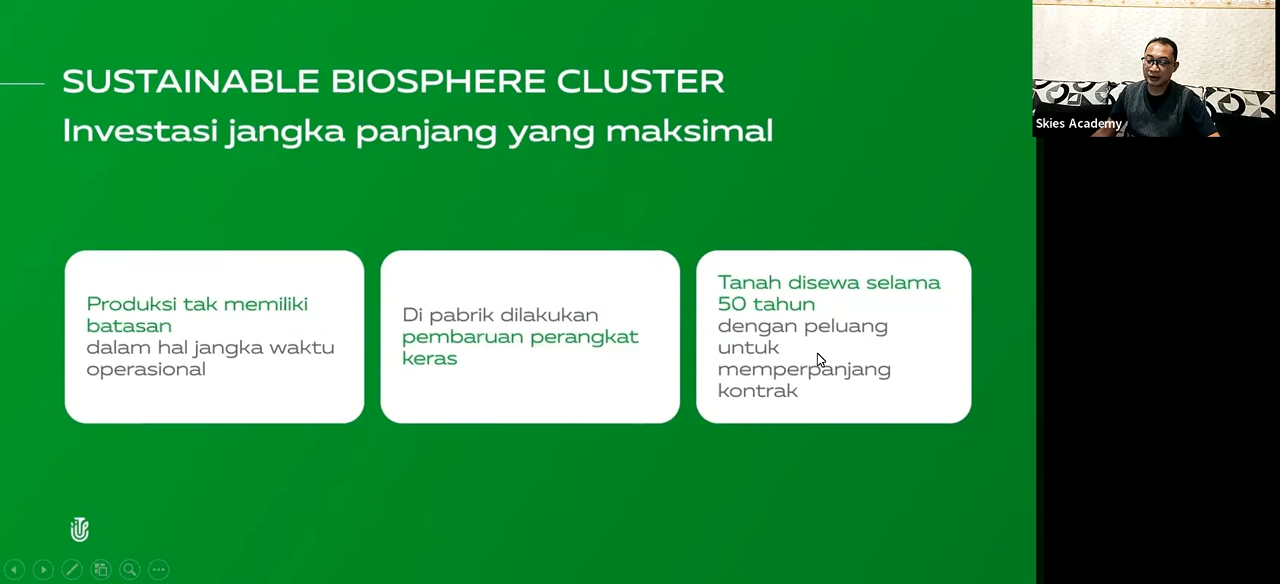 SUSTAINABLE BIOSPHERE CLUSTER
Investasi jangka panjang yang maksimal
Produksi tak memiliki
batasan
dalam hal jangka waktu
operasional
Di pabrik dilakukan
pembaruan perangkat
keras
Tanah disewa selama
50 tahun
dengan peluang
untuk
memperpanjang
kontrak
Skies Academy